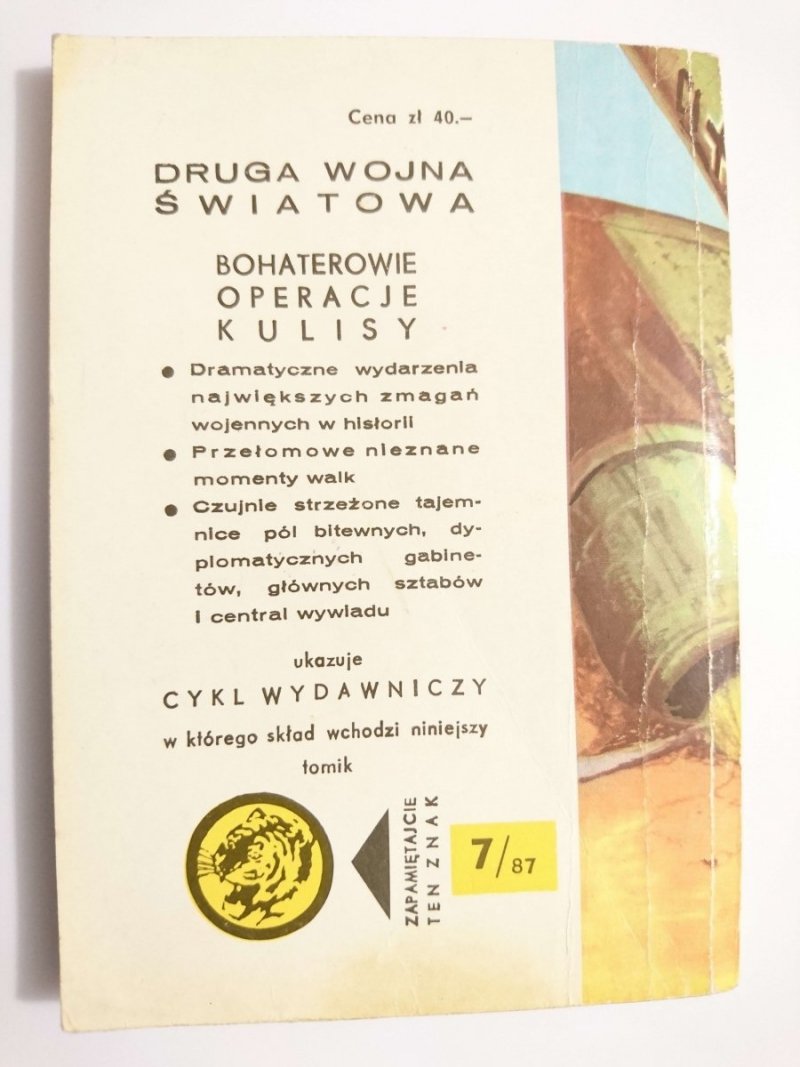 Cena zł 40.—
DRUGA WOJNA
ŚWIATOWA
BOHATEROWIE
OPERACJE
KULISY
● Dramatyczne wydarzenia
największych zmagań
wojennych w historii
● Przełomowe nieznane
momenty walk
● Czujnie strzeżone tajem-
nice pól bitewnych, dy-
plomatycznych gabine-
tów, głównych sztabów
i central wywiadu
ukazuje
CYKL WYDAWNICZY
w którego skład wchodzi niniejszy
tomik
ZAPAMIĘTAJCIE
TEN ZNAK
7/87